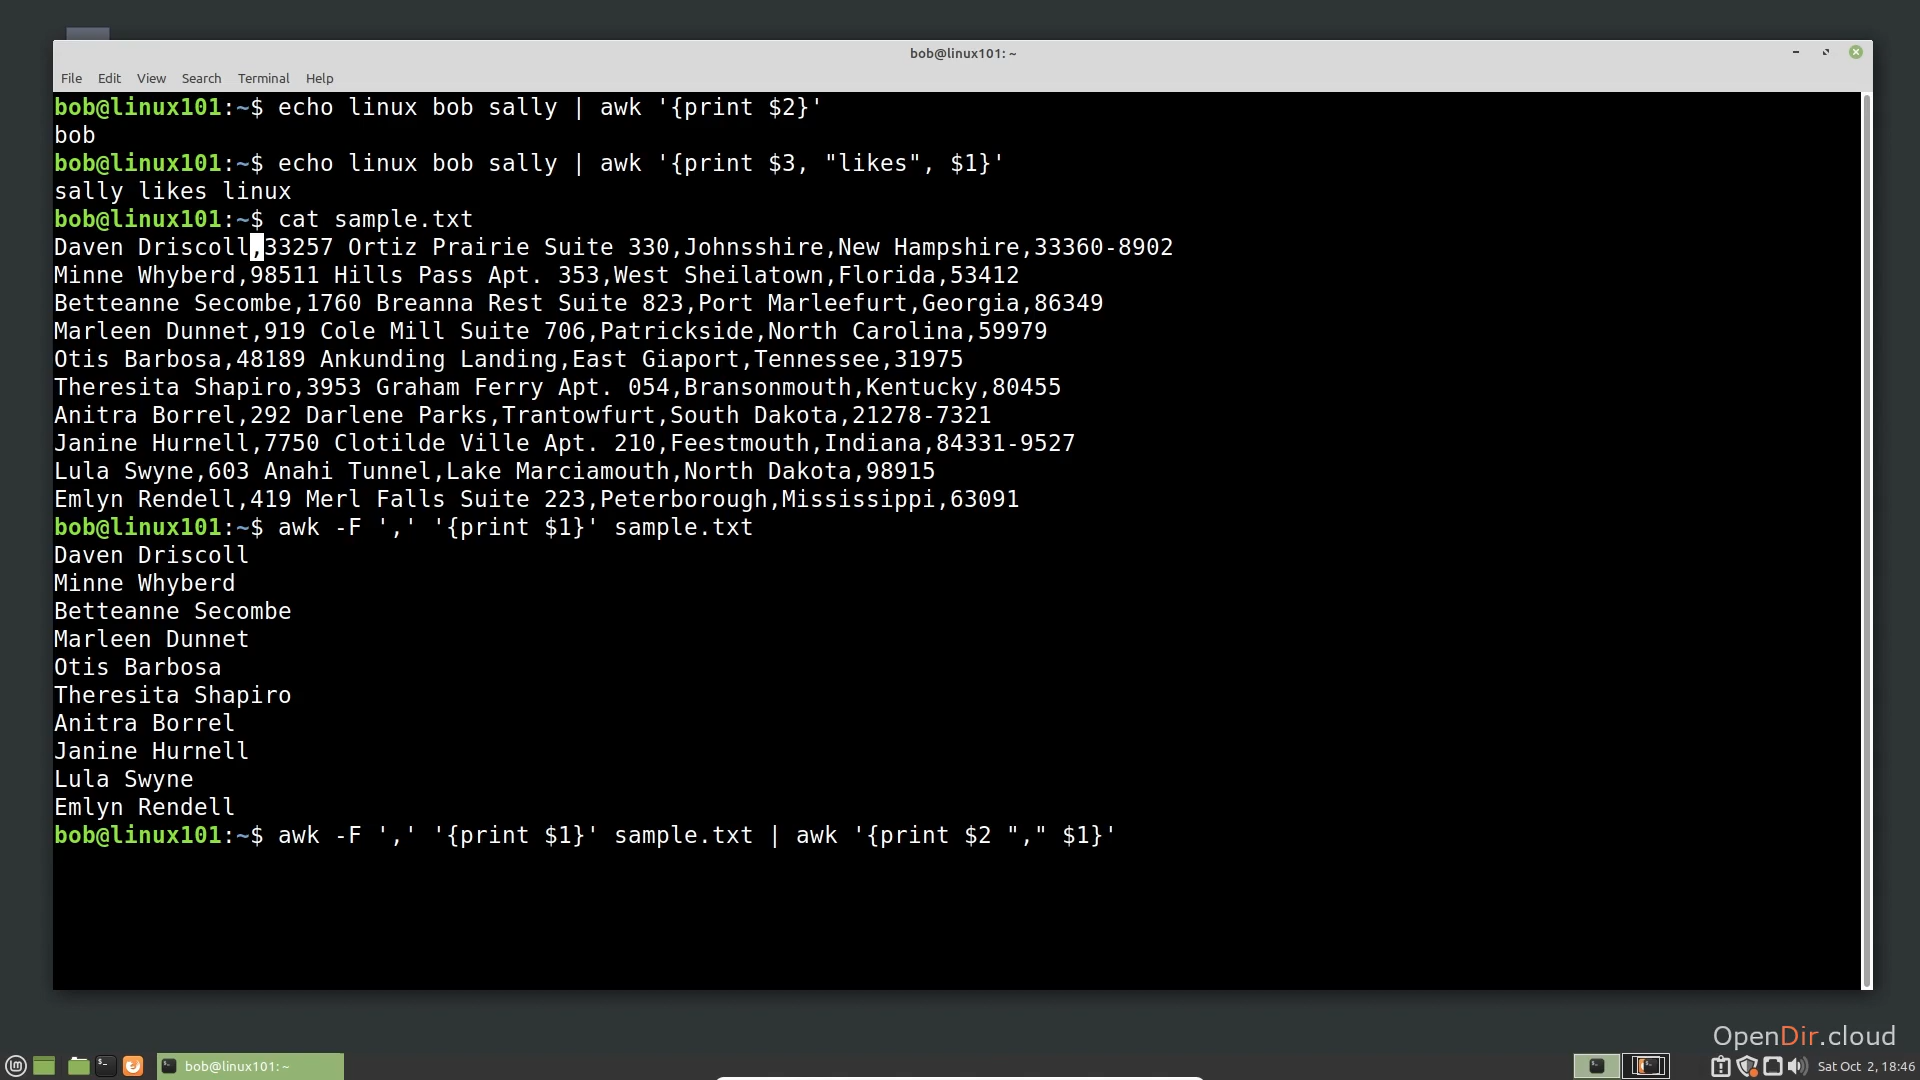 bob@linux101: ~
File Edit View Search Terminal Help
bob@linux101:~$ echo linux bob sally | awk '{print $2}'
bob
bob@linux101:~$ echo linux bob sally | awk '{print $3, "likes", $1}'
sally likes linux
bob@linux101:~$ cat sample.txt
Daven Driscoll,33257 Ortiz Prairie Suite 330,Johnsshire,New Hampshire,33360-8902
Minne Whyberd,98511 Hills Pass Apt. 353,West Sheilatown,Florida,53412
Betteanne Secombe,1760 Breanna Rest Suite 823,Port Marleefurt,Georgia,86349
Marleen Dunnet,919 Cole Mill Suite 706,Patrickside,North Carolina,59979
Otis Barbosa,48189 Ankunding Landing,East Giaport,Tennessee,31975
Theresita Shapiro,3953 Graham Ferry Apt. 054,Bransonmouth,Kentucky,80455
Anitra Borrel,292 Darlene Parks,Trantowfurt,South Dakota,21278-7321
Janine Hurnell,7750 Clotilde Ville Apt. 210,Feestmouth,Indiana,84331-9527
Lula Swyne,603 Anahi Tunnel,Lake Marciamouth,North Dakota,98915
Emlyn Rendell,419 Merl Falls Suite 223,Peterborough,Mississippi,63091
bob@linux101:~$ awk -F ',' '{print $1}' sample.txt
Daven Driscoll
Minne Whyberd
Betteanne Secombe
Marleen Dunnet
Otis Barbosa
Theresita Shapiro
Anitra Borrel
Janine Hurnell
Lula Swyne
Emlyn Rendell
bob@linux101:~$ awk -F ',' '{print $1}' sample.txt | awk '{print $2 "," $1}'
OpenDir.cloud
bob@linux101: ~
Sat Oct 2, 18:46